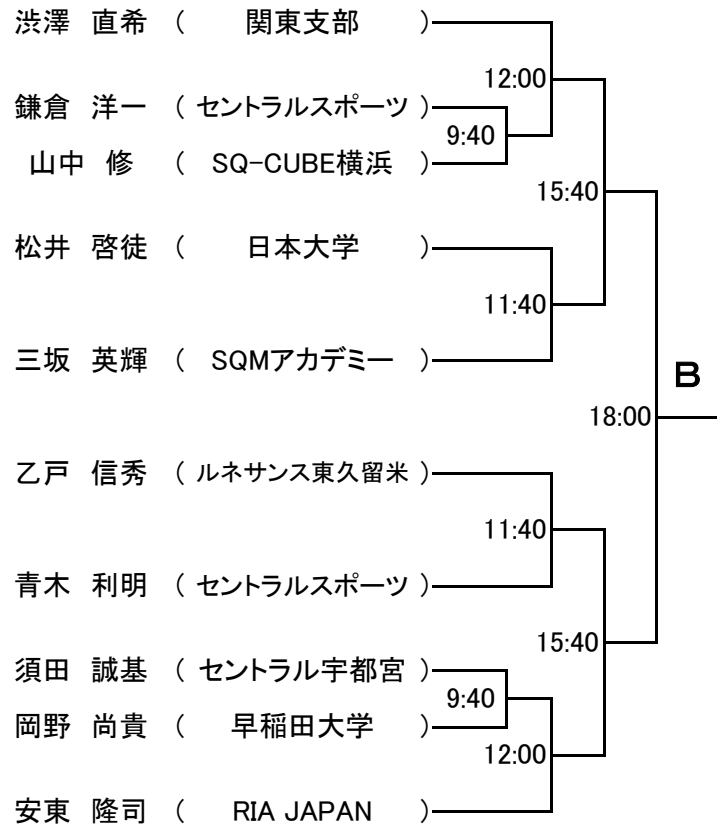 渋澤 直希 ( 関東支部 )
12:00
鎌倉 洋一 ( セントラルスポーツ )
9:40
山中 修 ( SQ-CUBE横浜 )
15:40
松井 啓徒 ( 日本大学 )
11:40
三坂 英輝 ( SQMアカデミー )
B
18:00
乙戸 信秀 ( ルネサンス東久留米 )
11:40
青木 利明 ( セントラルスポーツ )
15:40
須田 誠基 ( セントラル宇都宮 )
9:40
岡野 尚貴 ( 早稲田大学 )
12:00
安東 隆司 ( RIA JAPAN )